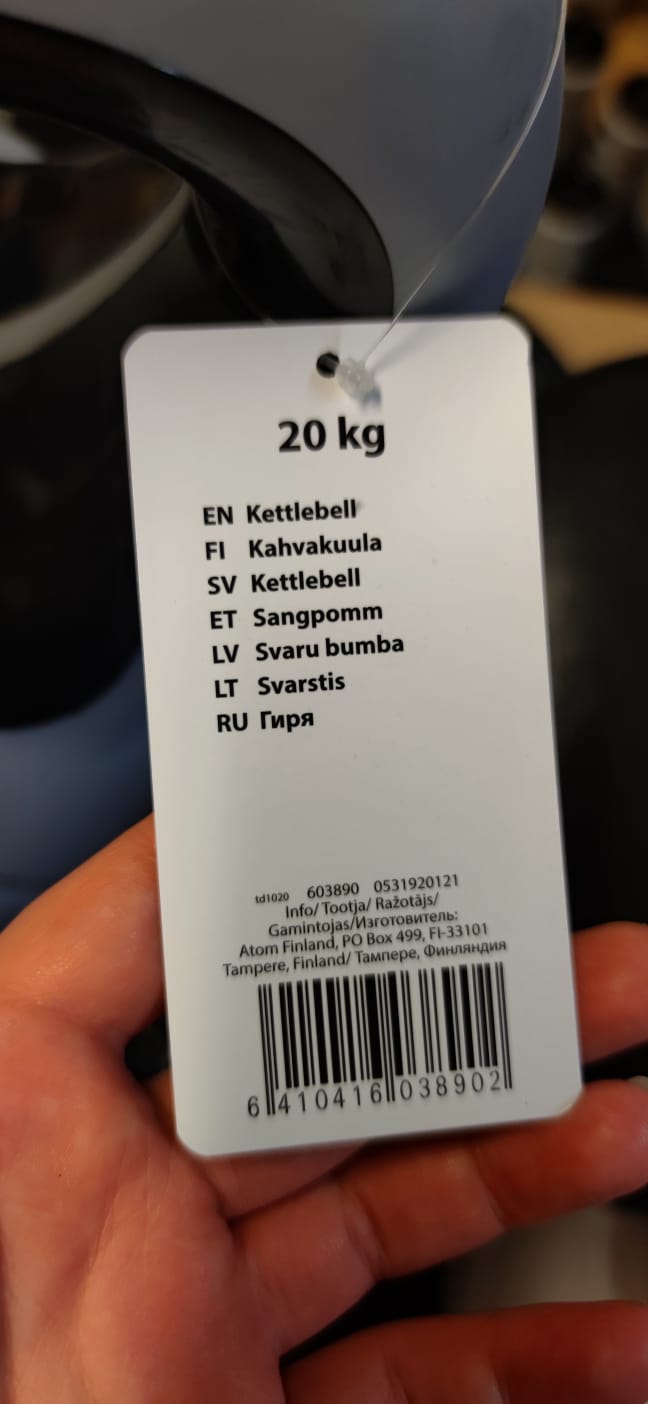 20 kg
EN Kettlebell
FI Kahvakuula
SV Kettlebell
ET Sangpomm
LV Svaru bumba
LT Svarstis
RU Гиря
td1020 603890 0531920121
Info/ Tootja/ Ražotājs/
Gamintojas/Изготовитель:
Atom Finland, PO Box 499, FI-33101
Tampere, Finland/ Тампере, Финляндия
6 410416 038902